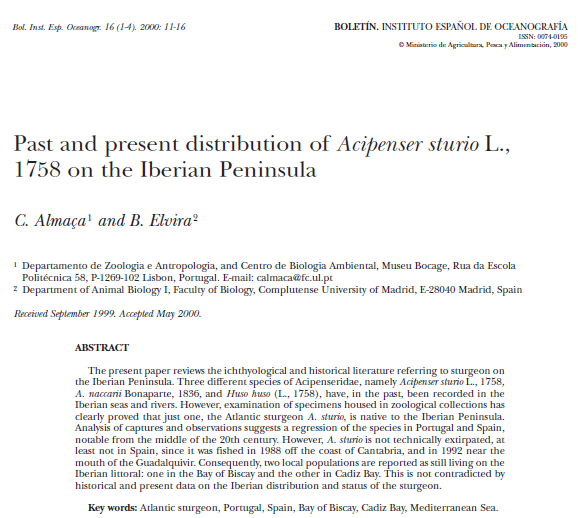 Bol. Inst. Esp. Oceanogr. 16 (1-4). 2000: 11-16
BOLETÍN. INSTITUTO ESPAÑOL DE OCEANOGRAFÍA
ISSN: 0074-0195
© Ministerio de Agricultura, Pesca y Alimentación, 2000
Past and present distribution of Acipenser sturio L.,
1758 on the Iberian Peninsula
C. Almaça¹ and B. Elvira²
¹ Departamento de Zoologia e Antropologia, and Centro de Biologia Ambiental, Museu Bocage, Rua da Escola
Politécnica 58, P-1269-102 Lisbon, Portugal. E-mail: calmaca@fc.ul.pt
² Department of Animal Biology I, Faculty of Biology, Complutense University of Madrid, E-28040 Madrid, Spain
Received September 1999. Accepted May 2000.
ABSTRACT
The present paper reviews the ichthyological and historical literature referring to sturgeon on
the Iberian Peninsula. Three different species of Acipenseridae, namely Acipenser sturio L., 1758,
A. naccarii Bonaparte, 1836, and Huso huso (L., 1758), have, in the past, been recorded in the
Iberian seas and rivers. However, examination of specimens housed in zoological collections has
clearly proved that just one, the Atlantic sturgeon A. sturio, is native to the Iberian Peninsula.
Analysis of captures and observations suggests a regression of the species in Portugal and Spain,
notable from the middle of the 20th century. However, A. sturio is not technically extirpated, at
least not in Spain, since it was fished in 1988 off the coast of Cantabria, and in 1992 near the
mouth of the Guadalquivir. Consequently, two local populations are reported as still living on the
Iberian littoral: one in the Bay of Biscay and the other in Cadiz Bay. This is not contradicted by
historical and present data on the Iberian distribution and status of the sturgeon.
Key words: Atlantic sturgeon, Portugal, Spain, Bay of Biscay, Cadiz Bay, Mediterranean Sea.